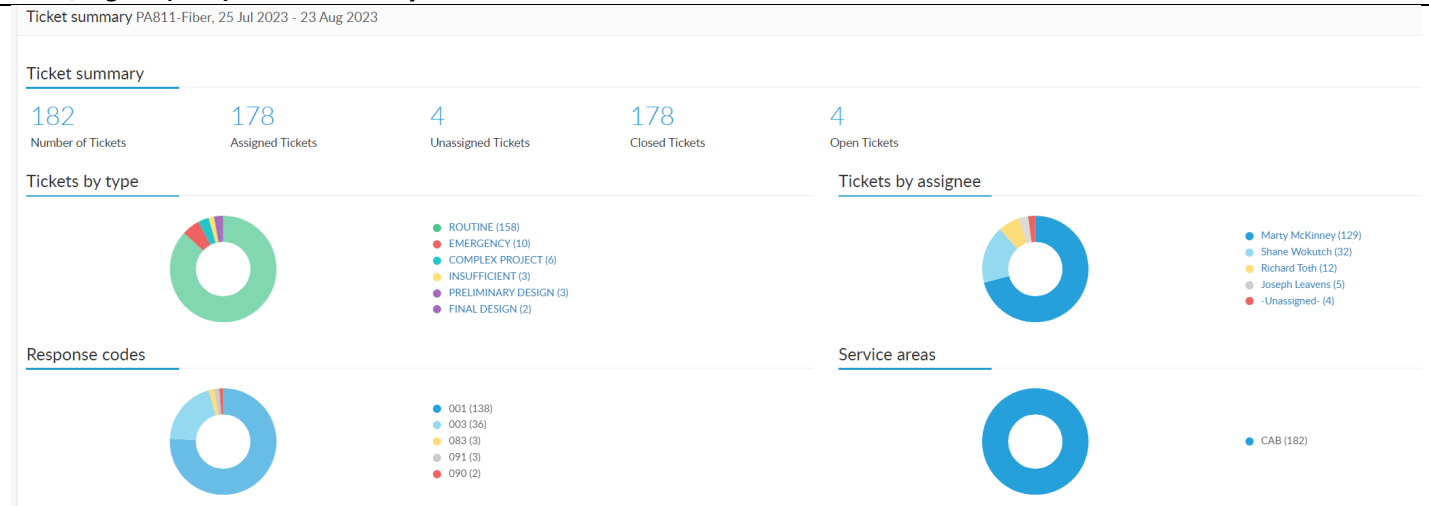 Ticket summary PA811-Fiber, 25 Jul 2023 - 23 Aug 2023
Ticket summary
182 178 4 178 4
Number of Tickets Assigned Tickets Unassigned Tickets Closed Tickets Open Tickets
Tickets by type
ROUTINE (158)
EMERGENCY (10)
COMPLEX PROJECT (6)
INSUFFICIENT (3)
PRELIMINARY DESIGN (3)
FINAL DESIGN (2)
Tickets by assignee
Marty McKinney (129)
Shane Wokutch (32)
Richard Toth (12)
Joseph Leavens (5)
-Unassigned- (4)
Response codes
001 (138)
003 (36)
083 (3)
091 (3)
090 (2)
Service areas
CAB (182)